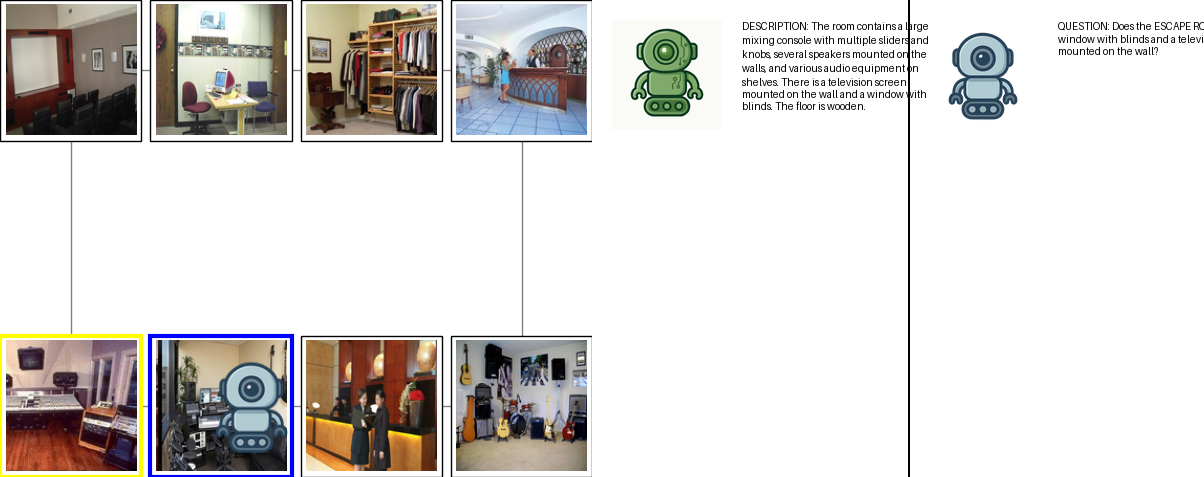 DESCRIPTION: The room contains a large
mixing console with multiple sliders and
knobs, several speakers mounted on the
walls, and various audio equipment on
shelves. There is a television screen
mounted on the wall and a window with
blinds. The floor is wooden.
QUESTION: Does the ESCAPE RO
window with blinds and a televi
mounted on the wall?